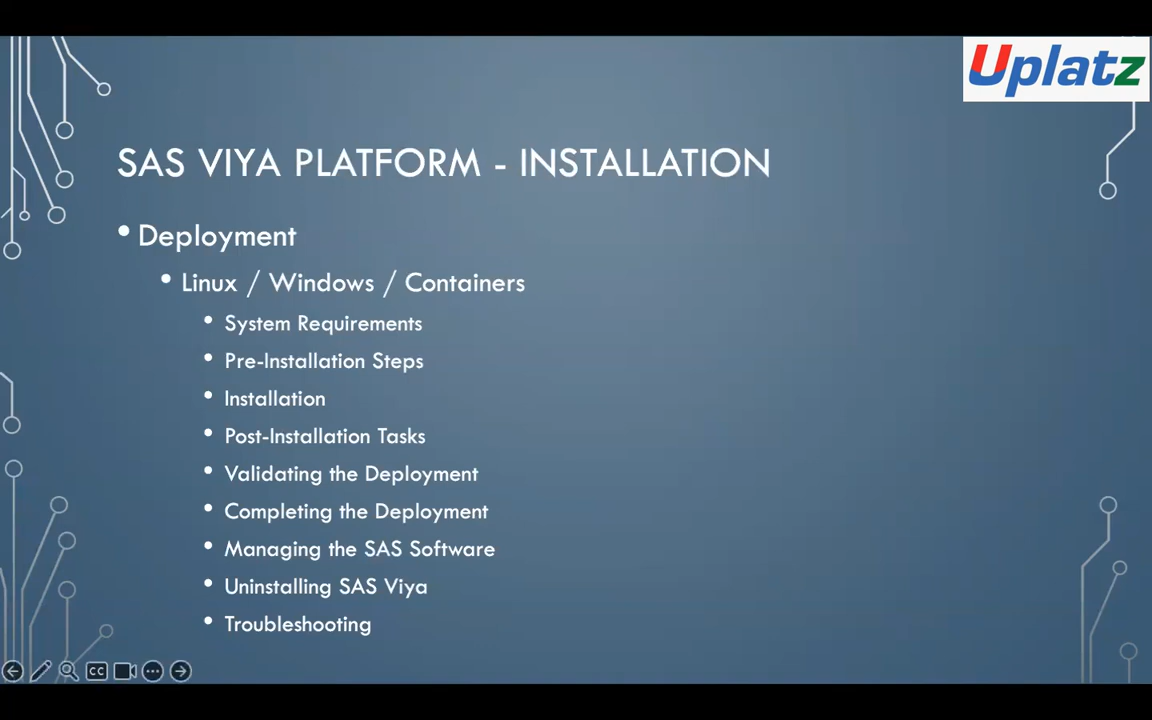 Uplatz
SAS VIYA PLATFORM - INSTALLATION
• Deployment
• Linux / Windows / Containers
• System Requirements
• Pre-Installation Steps
• Installation
• Post-Installation Tasks
• Validating the Deployment
• Completing the Deployment
• Managing the SAS Software
• Uninstalling SAS Viya
• Troubleshooting
CC